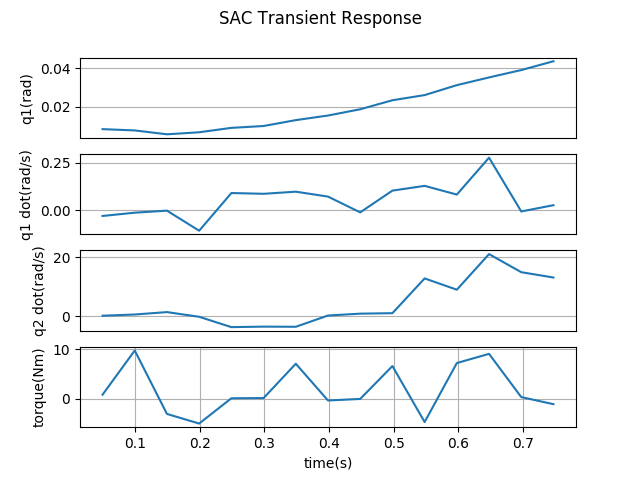 SAC Transient Response
0.04
0.02
q1(rad)
0.25
0.00
q1 dot(rad/s)
20
0
q2 dot(rad/s)
10
0
torque(Nm)
0.1 0.2 0.3 0.4 0.5 0.6 0.7
time(s)